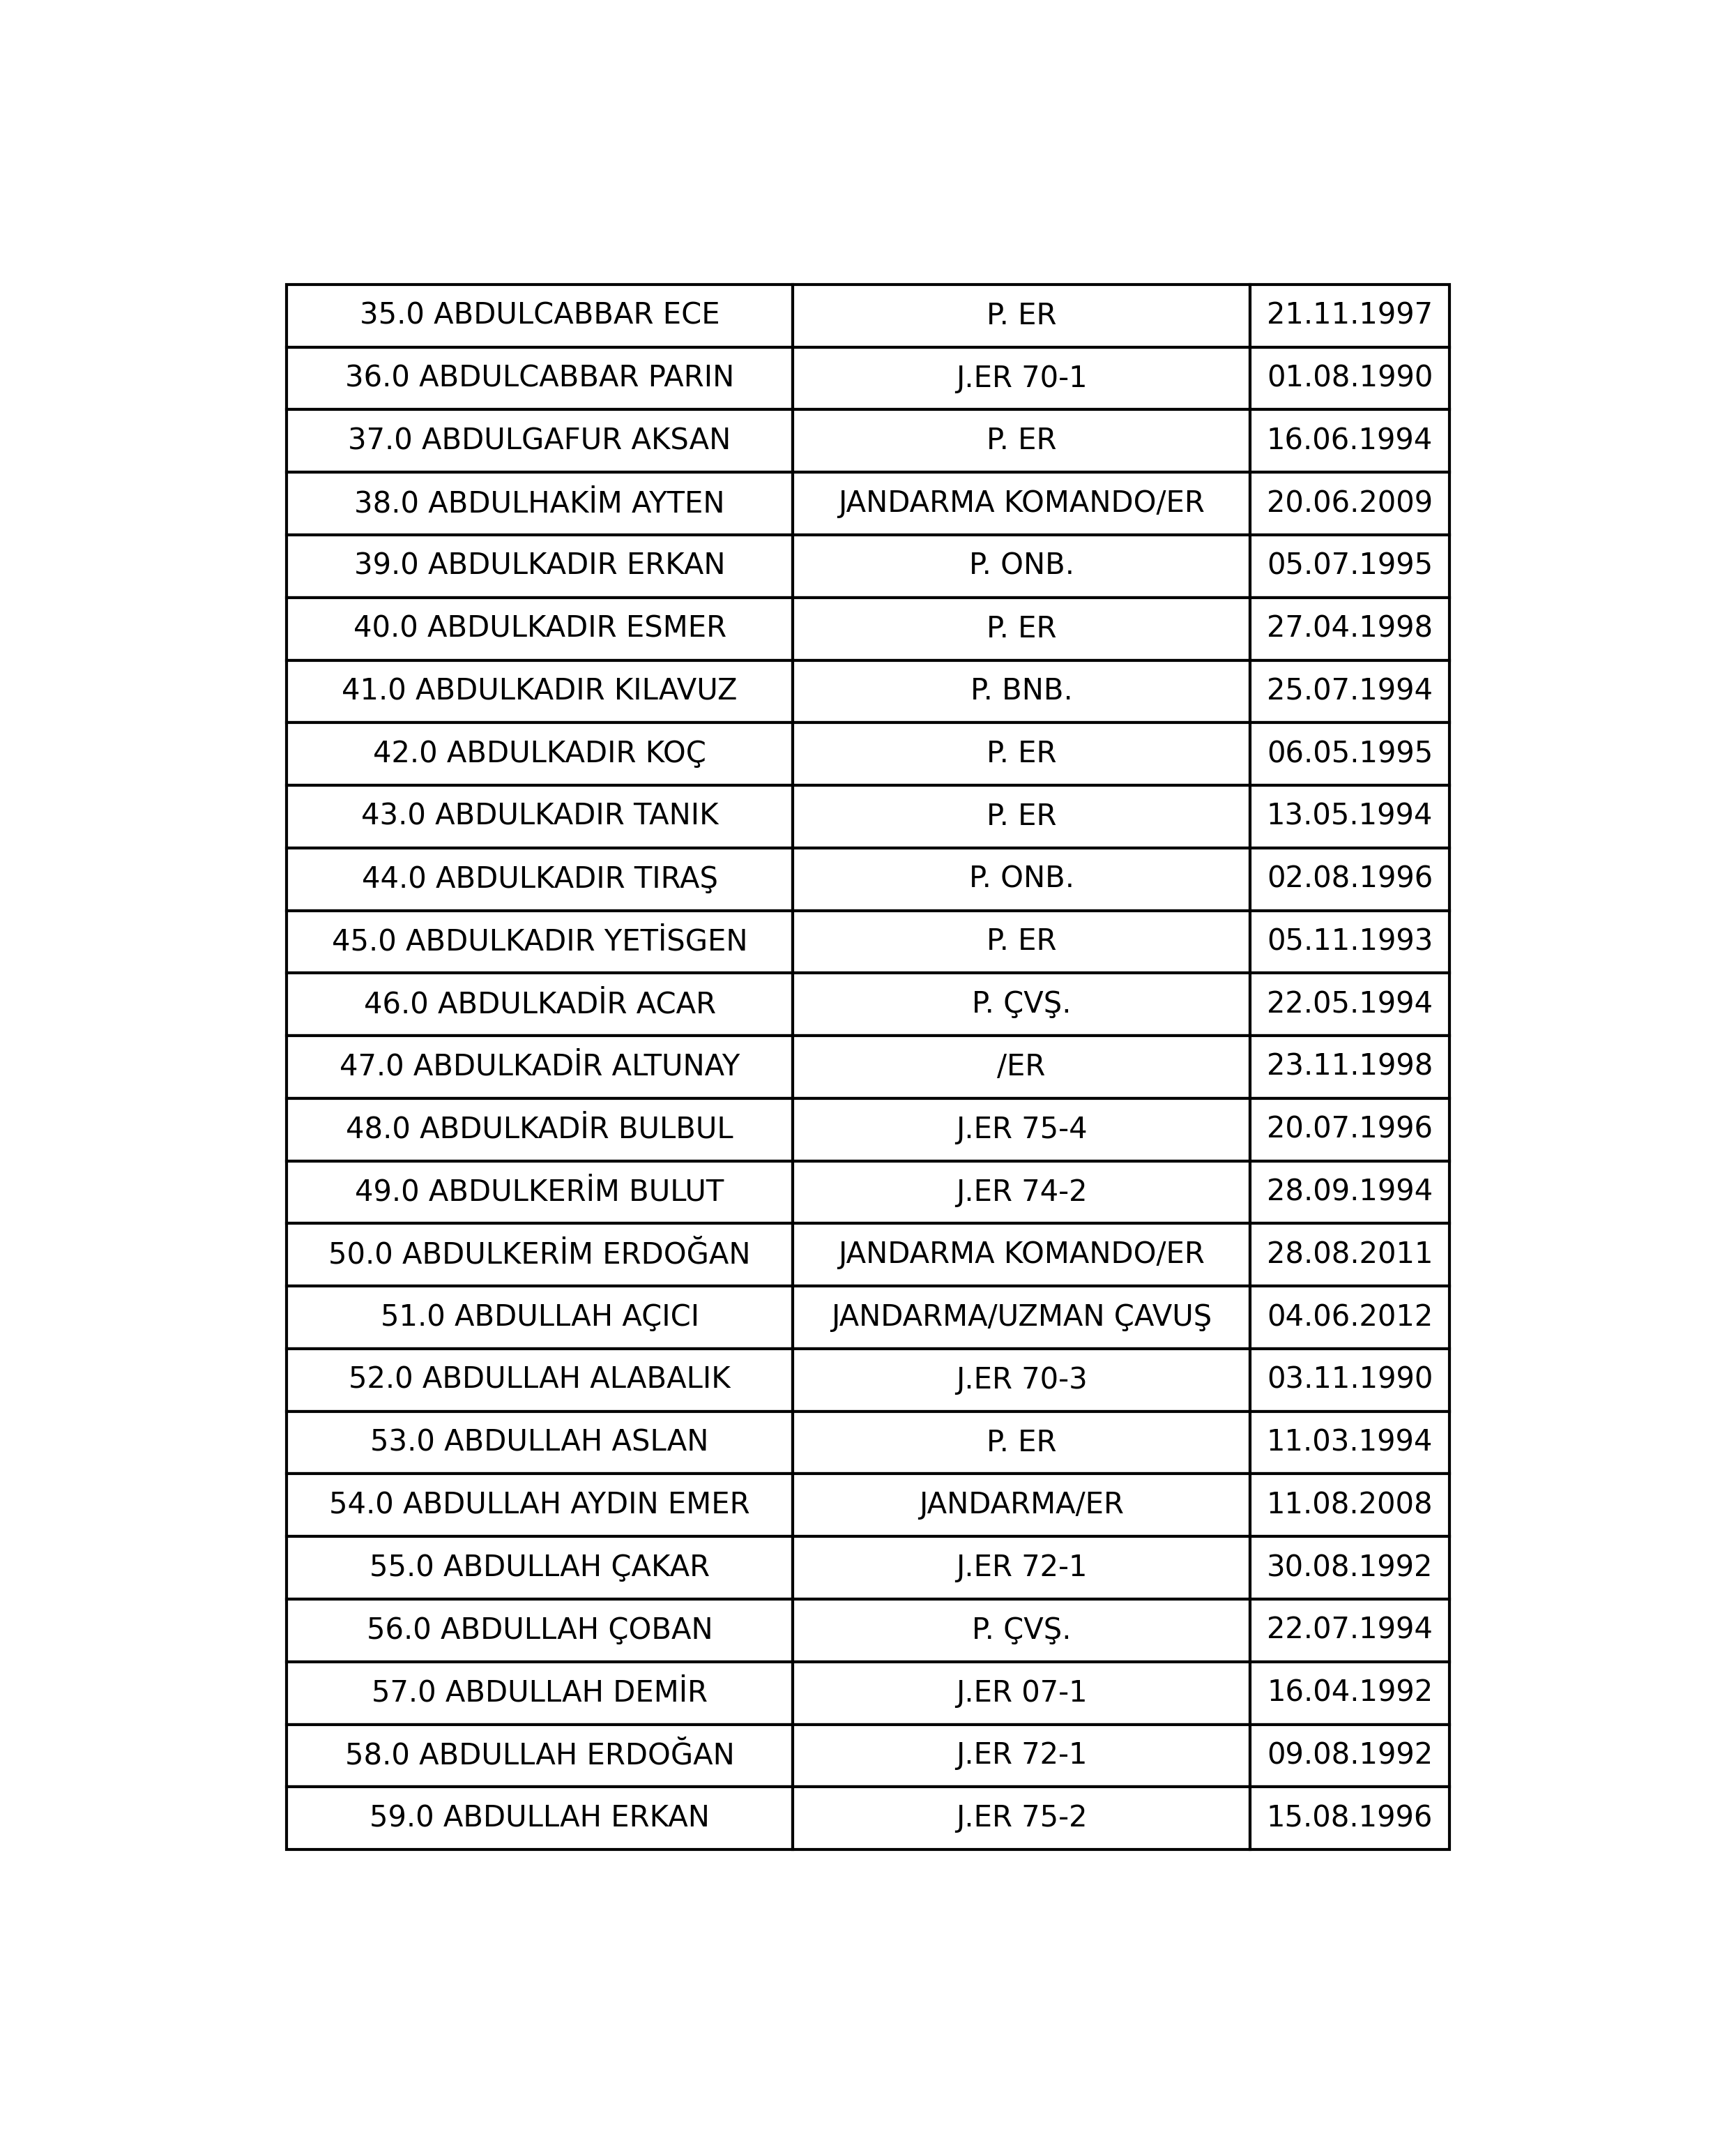 35.0 ABDULCABBAR ECE P. ER 21.11.1997
36.0 ABDULCABBAR PARIN J.ER 70-1 01.08.1990
37.0 ABDULGAFUR AKSAN P. ER 16.06.1994
38.0 ABDULHAKİM AYTEN JANDARMA KOMANDO/ER 20.06.2009
39.0 ABDULKADIR ERKAN P. ONB. 05.07.1995
40.0 ABDULKADIR ESMER P. ER 27.04.1998
41.0 ABDULKADIR KILAVUZ P. BNB. 25.07.1994
42.0 ABDULKADIR KOÇ P. ER 06.05.1995
43.0 ABDULKADIR TANIK P. ER 13.05.1994
44.0 ABDULKADIR TIRAŞ P. ONB. 02.08.1996
45.0 ABDULKADIR YETİSGEN P. ER 05.11.1993
46.0 ABDULKADİR ACAR P. ÇVŞ. 22.05.1994
47.0 ABDULKADİR ALTUNAY /ER 23.11.1998
48.0 ABDULKADİR BULBUL J.ER 75-4 20.07.1996
49.0 ABDULKERİM BULUT J.ER 74-2 28.09.1994
50.0 ABDULKERİM ERDOĞAN JANDARMA KOMANDO/ER 28.08.2011
51.0 ABDULLAH AÇICI JANDARMA/UZMAN ÇAVUŞ 04.06.2012
52.0 ABDULLAH ALABALIK J.ER 70-3 03.11.1990
53.0 ABDULLAH ASLAN P. ER 11.03.1994
54.0 ABDULLAH AYDIN EMER JANDARMA/ER 11.08.2008
55.0 ABDULLAH ÇAKAR J.ER 72-1 30.08.1992
56.0 ABDULLAH ÇOBAN P. ÇVŞ. 22.07.1994
57.0 ABDULLAH DEMİR J.ER 07-1 16.04.1992
58.0 ABDULLAH ERDOĞAN J.ER 72-1 09.08.1992
59.0 ABDULLAH ERKAN J.ER 75-2 15.08.1996